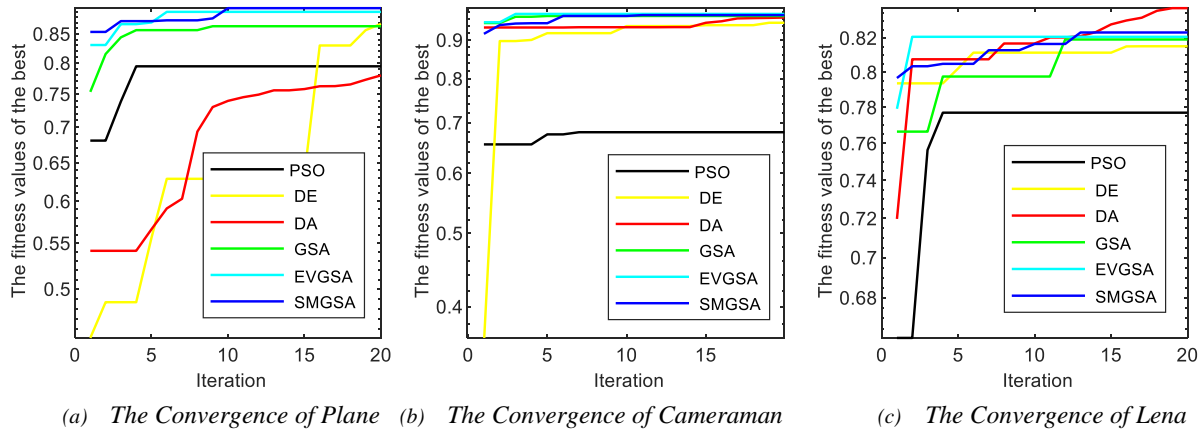 The fitness values of the best
0.85
0.8
0.7
0.65
0.55
0.5
0
5
10
15
20
Iteration
PSO
DE
DA
GSA
EVGSA
SMGSA
(a) The Convergence of Plane
The fitness values of the best
0.9
0.8
0.7
0.6
0.5
0.4
0
5
10
15
Iteration
PSO
DE
DA
GSA
EVGSA
SMGSA
(b) The Convergence of Cameraman
The fitness values of the best
0.82
0.8
0.78
0.76
0.74
0.72
0.7
0.68
0
5
10
15
20
Iteration
PSO
DE
DA
GSA
EVGSA
SMGSA
(c) The Convergence of Lena